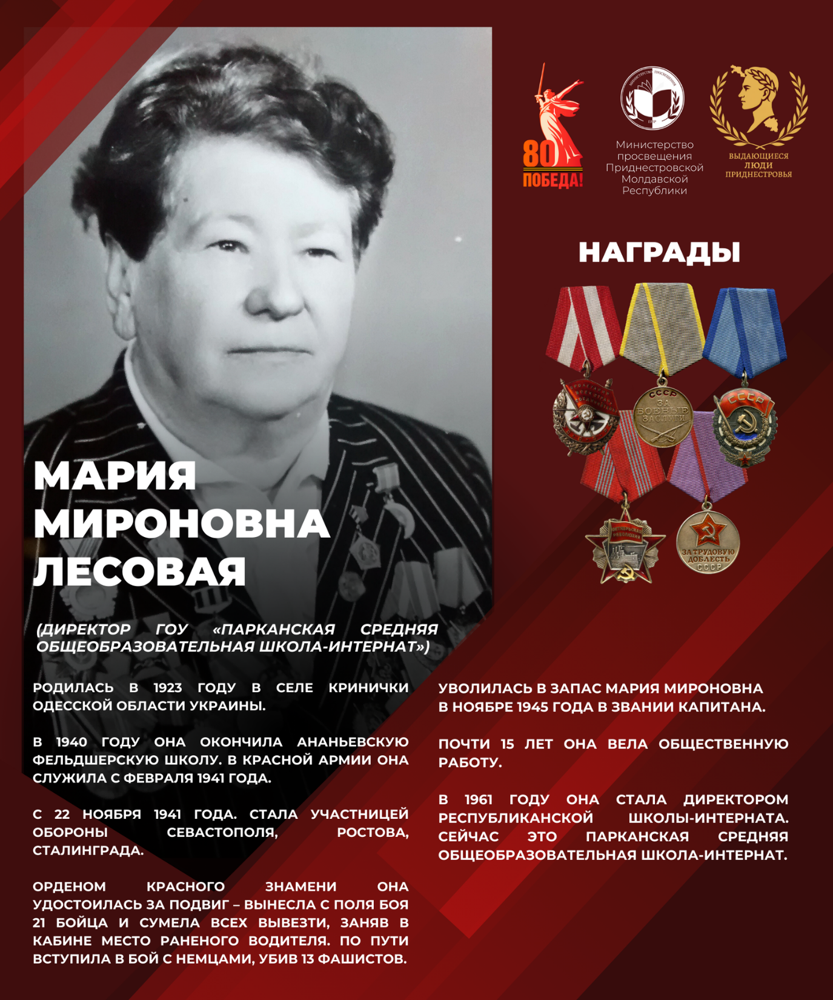 80
ПОБЕДА!
МИНИСТЕРСТВО ПРОСВЕЩЕНИЯ
ПМР
Министерство
просвещения
Приднестровской
Молдавской
Республики
ВЫДАЮЩИЕСЯ
ЛЮДИ
ПРИДНЕСТРОВЬЯ
НАГРАДЫ
СССР
ЗА
БОЕВЫЕ
ЗАСЛУГИ
СССР
ОКТЯБРЬСКАЯ
РЕВОЛЮЦИЯ
ЗА ТРУДОВУЮ
ДОБЛЕСТЬ
СССР
МАРИЯ
МИРОНОВНА
ЛЕСОВАЯ
(ДИРЕКТОР ГОУ «ПАРКАНСКАЯ СРЕДНЯЯ
ОБЩЕОБРАЗОВАТЕЛЬНАЯ ШКОЛА-ИНТЕРНАТ»)
РОДИЛАСЬ В 1923 ГОДУ В СЕЛЕ КРИНИЧКИ
ОДЕССКОЙ ОБЛАСТИ УКРАИНЫ.
В 1940 ГОДУ ОНА ОКОНЧИЛА АНАНЬЕВСКУЮ
ФЕЛЬДШЕРСКУЮ ШКОЛУ. В КРАСНОЙ АРМИИ ОНА
СЛУЖИЛА С ФЕВРАЛЯ 1941 ГОДА.
С 22 НОЯБРЯ 1941 ГОДА. СТАЛА УЧАСТНИЦЕЙ
ОБОРОНЫ СЕВАСТОПОЛЯ, РОСТОВА,
СТАЛИНГРАДА.
ОРДЕНОМ КРАСНОГО ЗНАМЕНИ ОНА
УДОСТОИЛАСЬ ЗА ПОДВИГ – ВЫНЕСЛА С ПОЛЯ БОЯ
21 БОЙЦА И СУМЕЛА ВСЕХ ВЫВЕЗТИ, ЗАНЯВ В
КАБИНЕ МЕСТО РАНЕНОГО ВОДИТЕЛЯ. ПО ПУТИ
ВСТУПИЛА В БОЙ С НЕМЦАМИ, УБИВ 13 ФАШИСТОВ.
УВОЛИЛАСЬ В ЗАПАС МАРИЯ МИРОНОВНА
В НОЯБРЕ 1945 ГОДА В ЗВАНИИ КАПИТАНА.
ПОЧТИ 15 ЛЕТ ОНА ВЕЛА ОБЩЕСТВЕННУЮ
РАБОТУ.
В 1961 ГОДУ ОНА СТАЛА ДИРЕКТОРОМ
РЕСПУБЛИКАНСКОЙ ШКОЛЫ-ИНТЕРНАТА.
СЕЙЧАС ЭТО ПАРКАНСКАЯ СРЕДНЯЯ
ОБЩЕОБРАЗОВАТЕЛЬНАЯ ШКОЛА-ИНТЕРНАТ.